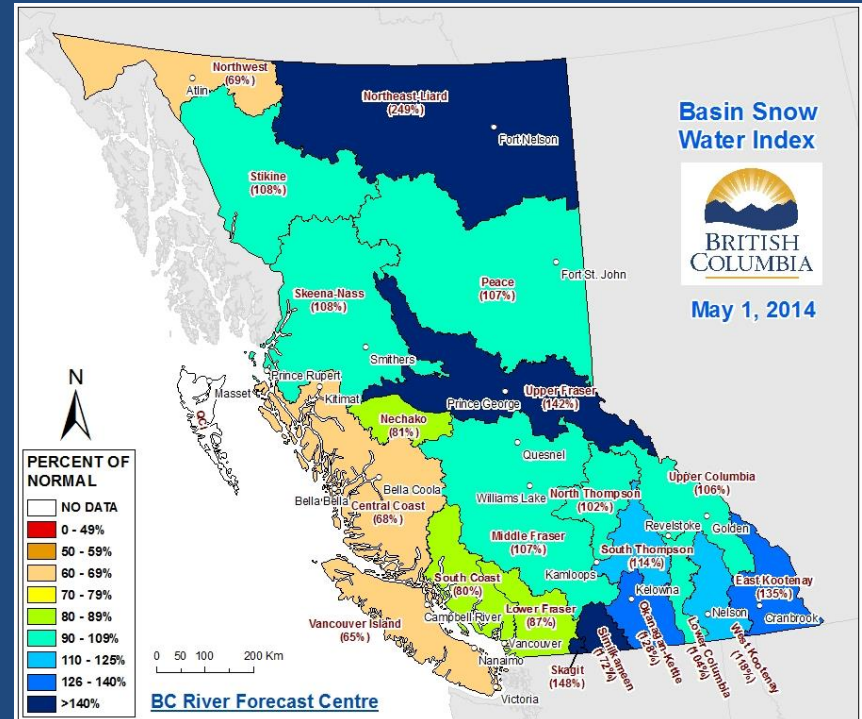 Basin Snow
Water Index
BRITISH
COLUMBIA
May 1, 2014
Northwest
(69%)
Atlin
Northeast-Liard
(249%)
Fort Nelson
Stikine
(108%)
Peace
(107%)
Fort St. John
Skeena-Nass
(108%)
Smithers
Prince Rupert
Masset
Kitimat
QCI
Upper Fraser
(142%)
Prince George
Nechako
(81%)
Quesnel
Bella Coola
Bella Bella
Central Coast
(68%)
Williams Lake
North Thompson
(102%)
Upper Columbia
(106%)
Revelstoke
Golden
Middle Fraser
(107%)
South Thompson
(114%)
Kamloops
Kelowna
East Kootenay
(135%)
Cranbrook
Nelson
South Coast
(80%)
Campbell River
Lower Fraser
(87%)
Vancouver
Vancouver Island
(65%)
Nanaimo
Victoria
Skagit
(148%)
Similkameen
(172%)
Okanagan-Kettle
(128%)
Lower Columbia
(104%)
West Kootenay
(118%)
N
PERCENT OF
NORMAL
NO DATA
0 - 49%
50 - 59%
60 - 69%
70 - 79%
80 - 89%
90 - 109%
110 - 125%
126 - 140%
>140%
0 50 100 200 Km
BC River Forecast Centre